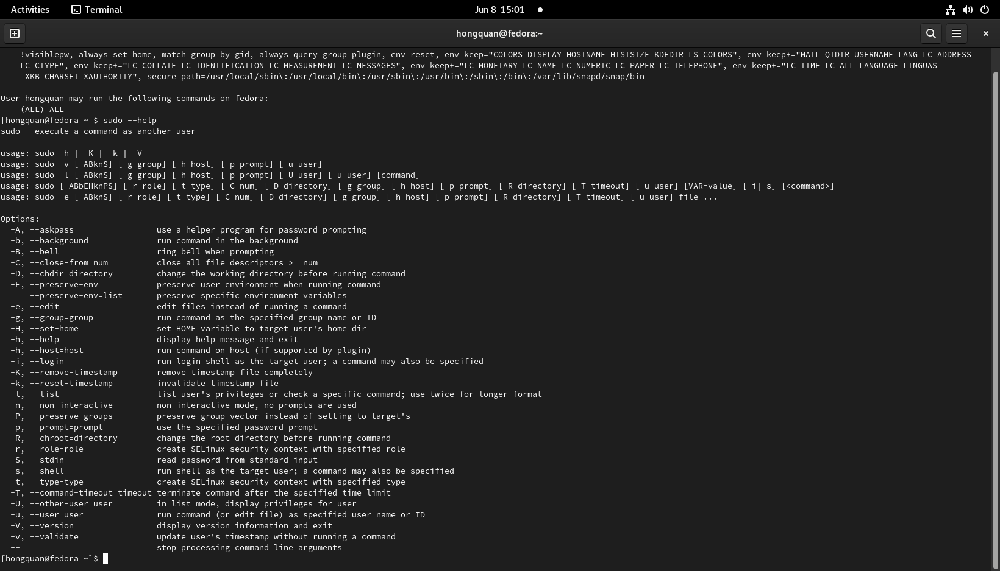 Activities Terminal Jun 8 15:01
hongquan@fedora:~
!visiblepw, always_set_home, match_group_by_gid, always_query_group_plugin, env_reset, env_keep="COLORS DISPLAY HOSTNAME HISTSIZE KDEDIR LS_COLORS", env_keep+="MAIL QTDIR USERNAME LANG LC_ADDRESS
LC_CTYPE", env_keep+="LC_COLLATE LC_IDENTIFICATION LC_MEASUREMENT LC_MESSAGES", env_keep+="LC_MONETARY LC_NAME LC_NUMERIC LC_PAPER LC_TELEPHONE", env_keep+="LC_TIME LC_ALL LANGUAGE LINGUAS
_XKB_CHARSET XAUTHORITY", secure_path=/usr/local/sbin\:/usr/local/bin\:/usr/sbin\:/usr/bin\:/sbin\:/bin\:/var/lib/snapd/snap/bin
User hongquan may run the following commands on fedora:
(ALL) ALL
[hongquan@fedora ~]$ sudo --help
sudo - execute a command as another user
usage: sudo -h | -K | -k | -V
usage: sudo -v [-ABknS] [-g group] [-h host] [-p prompt] [-u user]
usage: sudo -l [-ABknS] [-g group] [-h host] [-p prompt] [-U user] [-u user] [command]
usage: sudo [-ABbEHknPS] [-r role] [-t type] [-C num] [-D directory] [-g group] [-h host] [-p prompt] [-R directory] [-T timeout] [-u user] [VAR=value] [-i|-s] [<command>]
usage: sudo -e [-ABknS] [-r role] [-t type] [-C num] [-D directory] [-g group] [-h host] [-p prompt] [-R directory] [-T timeout] [-u user] file ...
Options:
-A, --askpass use a helper program for password prompting
-b, --background run command in the background
-B, --bell ring bell when prompting
-C, --close-from=num close all file descriptors >= num
-D, --chdir=directory change the working directory before running command
-E, --preserve-env preserve user environment when running command
--preserve-env=list preserve specific environment variables
-e, --edit edit files instead of running a command
-g, --group=group run command as the specified group name or ID
-H, --set-home set HOME variable to target user's home dir
-h, --help display help message and exit
-h, --host=host run command on host (if supported by plugin)
-i, --login run login shell as the target user; a command may also be specified
-K, --remove-timestamp remove timestamp file completely
-k, --reset-timestamp invalidate timestamp file
-l, --list list user's privileges or check a specific command; use twice for longer format
-n, --non-interactive non-interactive mode, no prompts are used
-P, --preserve-groups preserve group vector instead of setting to target's
-p, --prompt=prompt use the specified password prompt
-R, --chroot=directory change the root directory before running command
-r, --role=role create SELinux security context with specified role
-S, --stdin read password from standard input
-s, --shell run shell as the target user; a command may also be specified
-t, --type=type create SELinux security context with specified type
-T, --command-timeout=timeout terminate command after the specified time limit
-U, --other-user=user in list mode, display privileges for user
-u, --user=user run command (or edit file) as specified user name or ID
-V, --version display version information and exit
-v, --validate update user's timestamp without running a command
-- stop processing command line arguments
[hongquan@fedora ~]$